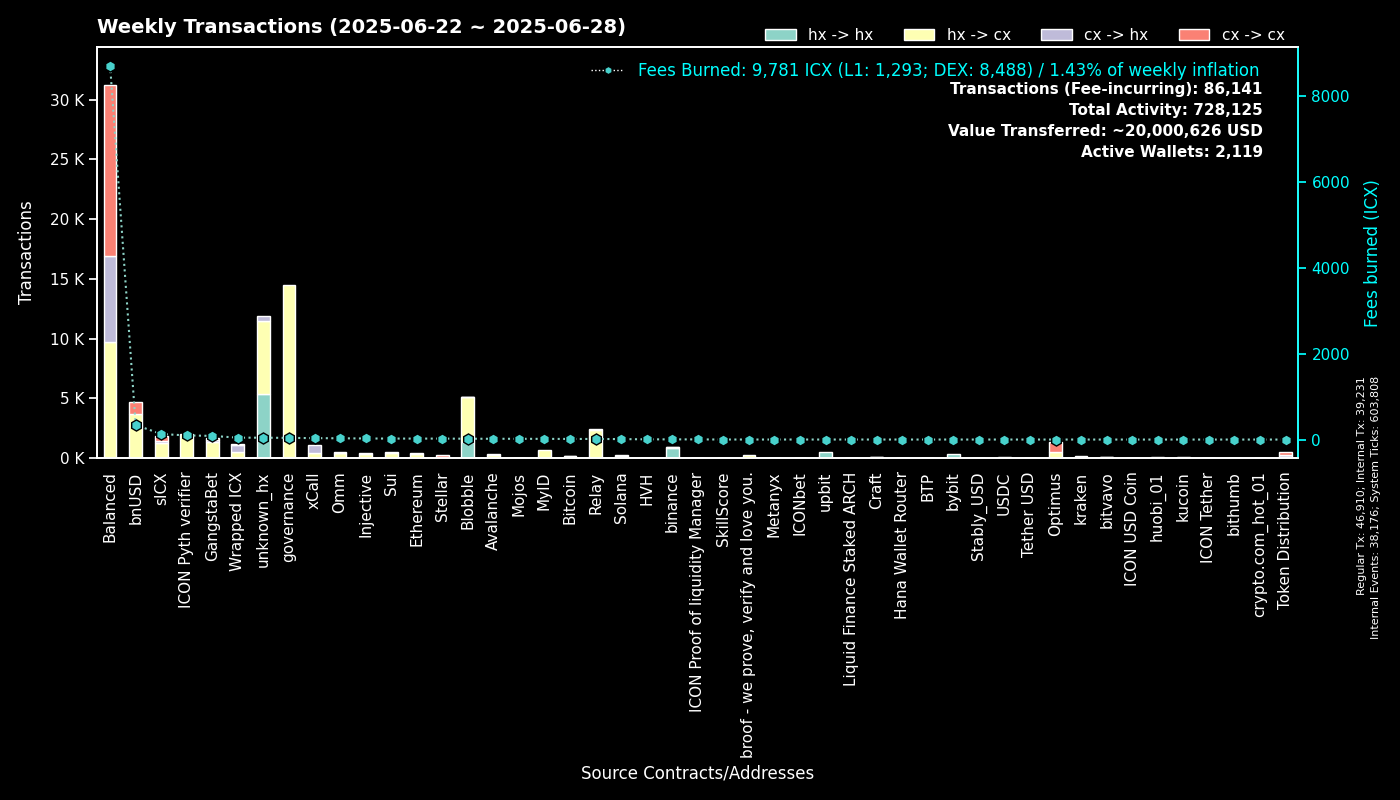 Weekly Transactions (2025-06-22 ~ 2025-06-28)
hx -> hx
hx -> cx
cx -> hx
cx -> cx
Fees Burned: 9,781 ICX (L1: 1,293; DEX: 8,488) / 1.43% of weekly inflation
Transactions (Fee-incurring): 86,141
Total Activity: 728,125
Value Transferred: ~20,000,626 USD
Active Wallets: 2,119
Transactions
30 K
25 K
20 K
15 K
10 K
5 K
0 K
8000
6000
4000
2000
0
Fees burned (ICX)
Regular Tx: 46,910; Internal Tx: 39,231
Internal Events: 38,176; System Ticks: 603,808
Balanced
bnUSD
sICX
ICON Pyth verifier
GangstaBet
Wrapped ICX
unknown_hx
governance
xCall
Omm
Injective
Sui
Ethereum
Stellar
Blobble
Avalanche
Mojos
MyID
Bitcoin
Relay
Solana
HVH
binance
ICON Proof of liquidity Manager
SkillScore
broof - we prove, verify and love you.
Metanyx
ICONbet
upbit
Liquid Finance Staked ARCH
Craft
Hana Wallet Router
BTP
bybit
Stably_USD
USDC
Tether USD
Optimus
kraken
bitvavo
ICON USD Coin
huobi_01
kucoin
ICON Tether
bithumb
crypto.com_hot_01
Token Distribution
Source Contracts/Addresses